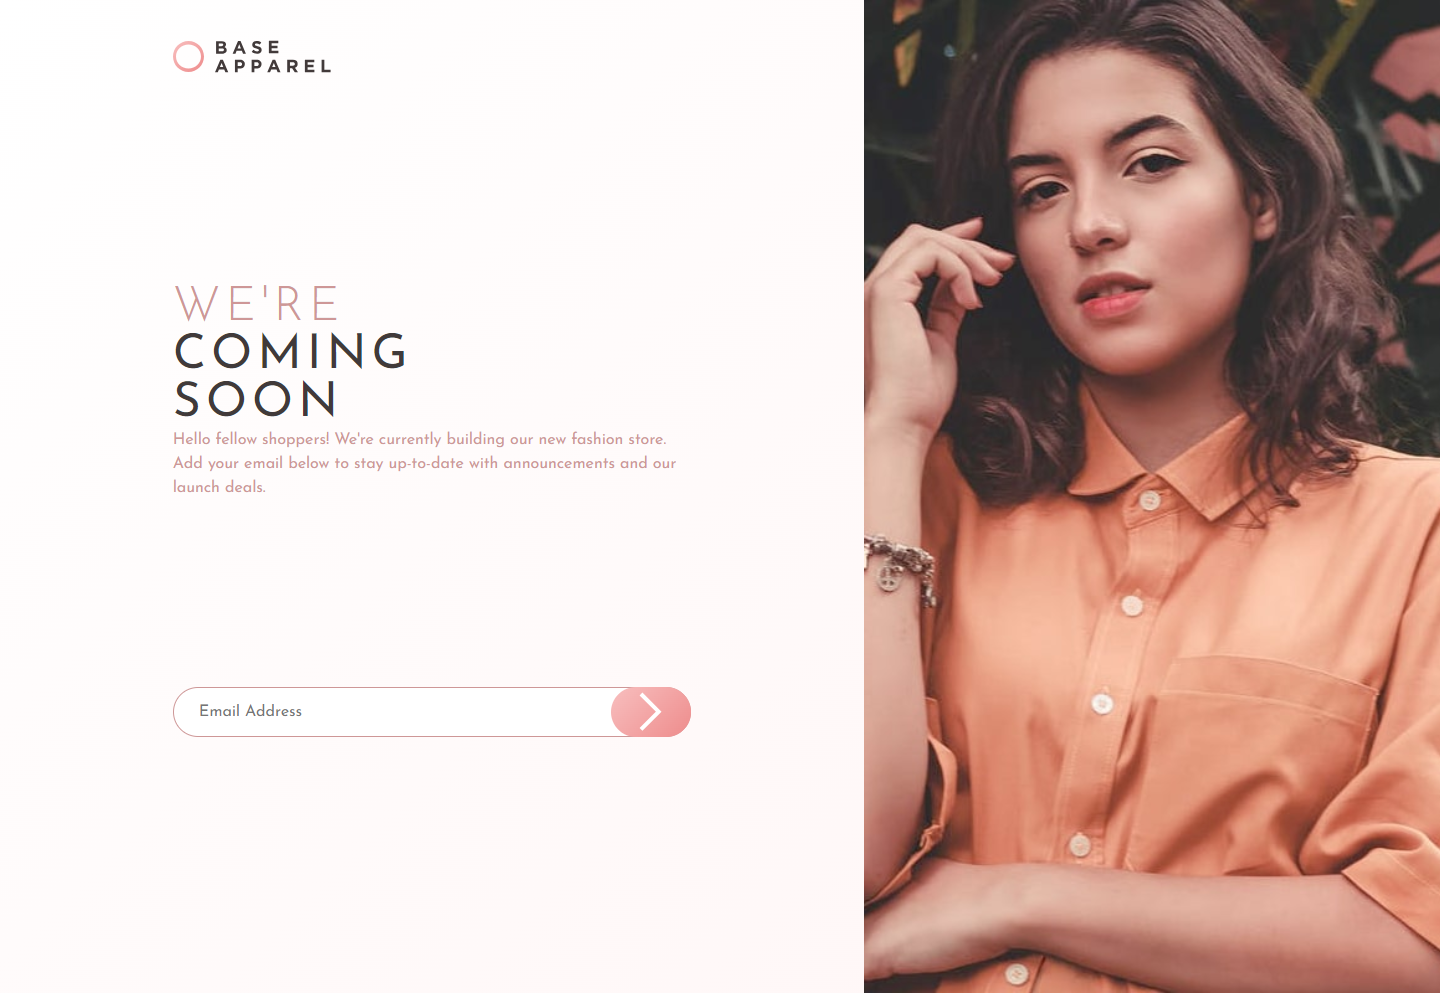 BASE
APPAREL
WE'RE
COMING
SOON
Hello fellow shoppers! We're currently building our new fashion store.
Add your email below to stay up-to-date with announcements and our
launch deals.
Email Address